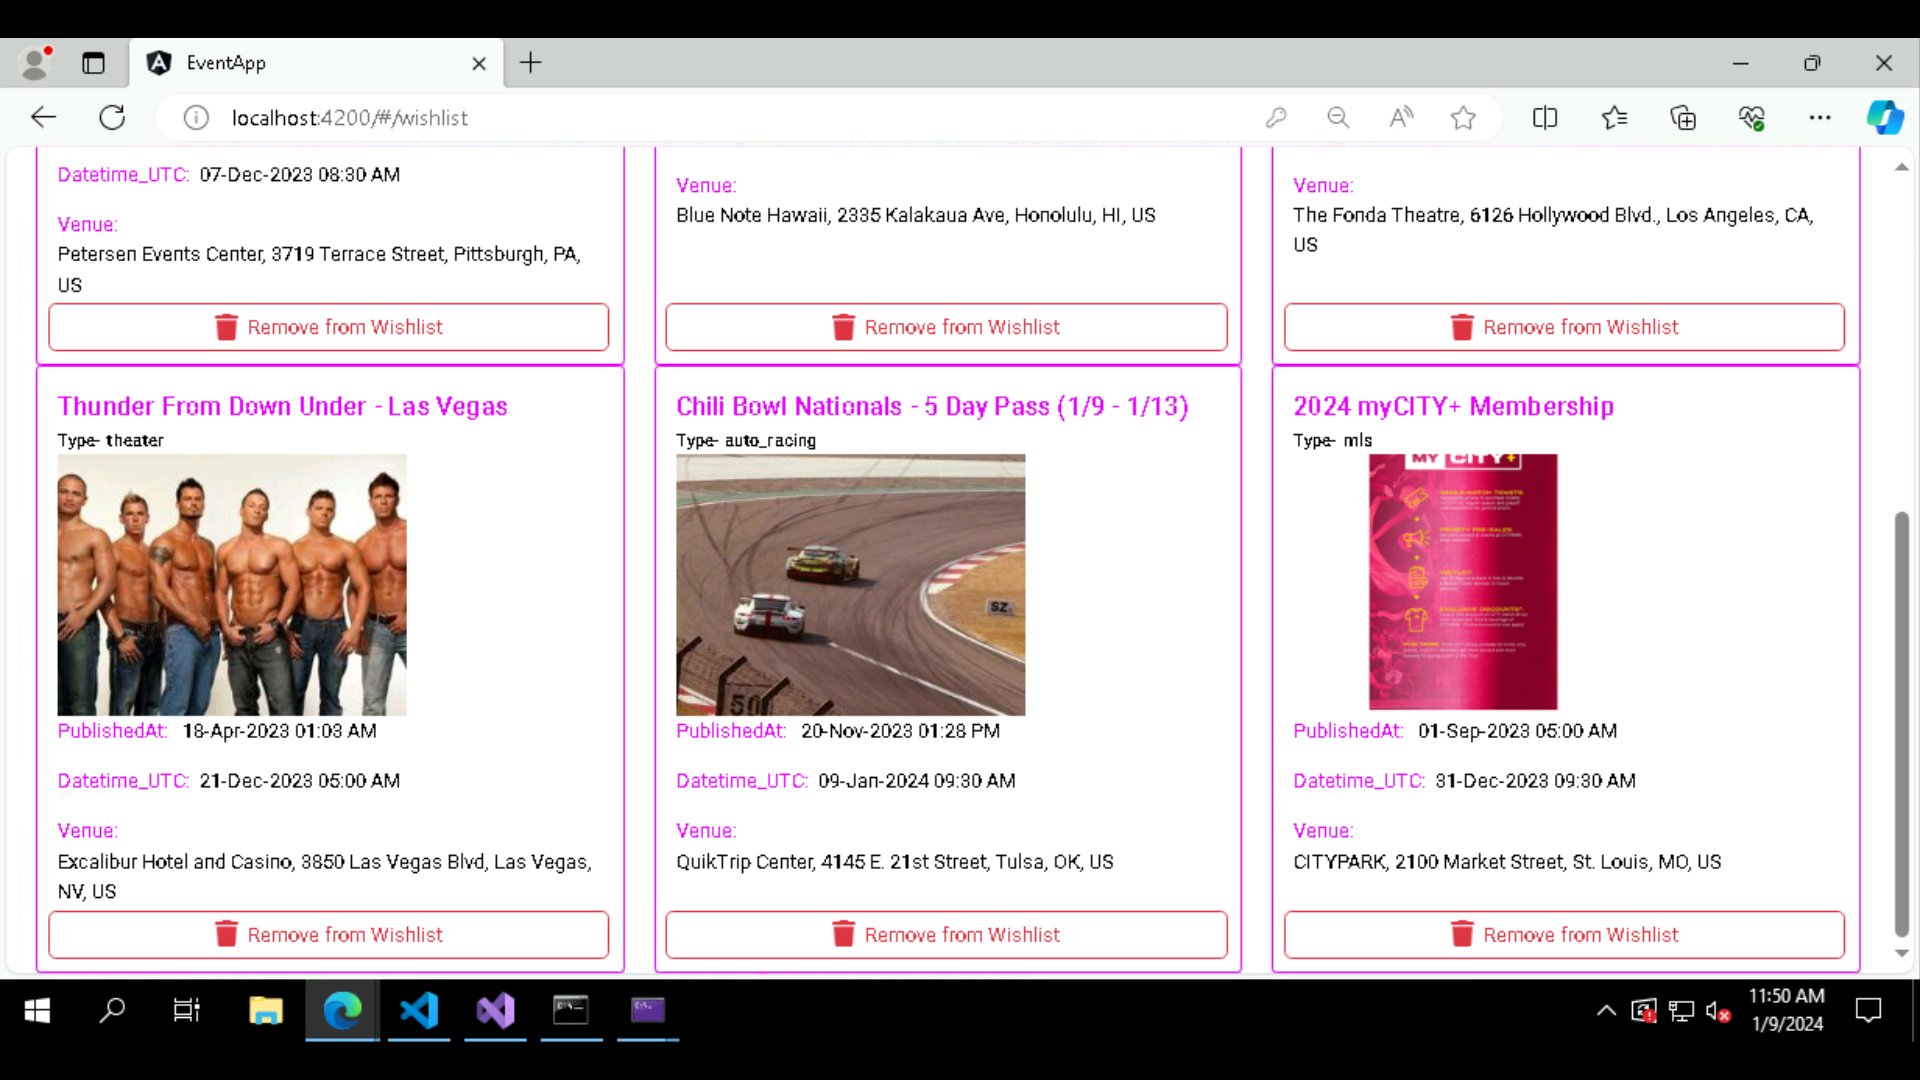 EventApp
localhost:4200/#/wishlist
Datetime_UTC: 07-Dec-2023 08:30 AM
Venue:
Petersen Events Center, 3719 Terrace Street, Pittsburgh, PA,
US
Remove from Wishlist
Venue:
Blue Note Hawaii, 2335 Kalakaua Ave, Honolulu, HI, US
Remove from Wishlist
Venue:
The Fonda Theatre, 6126 Hollywood Blvd., Los Angeles, CA,
US
Remove from Wishlist
Thunder From Down Under - Las Vegas
Type- theater
PublishedAt: 18-Apr-2023 01:03 AM
Datetime_UTC: 21-Dec-2023 05:00 AM
Venue:
Excalibur Hotel and Casino, 3850 Las Vegas Blvd, Las Vegas,
NV, US
Remove from Wishlist
Chili Bowl Nationals - 5 Day Pass (1/9 - 1/13)
Type- auto_racing
SZ.
50
PublishedAt: 20-Nov-2023 01:28 PM
Datetime_UTC: 09-Jan-2024 09:30 AM
Venue:
QuikTrip Center, 4145 E. 21st Street, Tulsa, OK, US
Remove from Wishlist
2024 myCITY+ Membership
Type- mls
MY CITY+
PublishedAt: 01-Sep-2023 05:00 AM
Datetime_UTC: 31-Dec-2023 09:30 AM
Venue:
CITYPARK, 2100 Market Street, St. Louis, MO, US
Remove from Wishlist
11:50 AM
1/9/2024